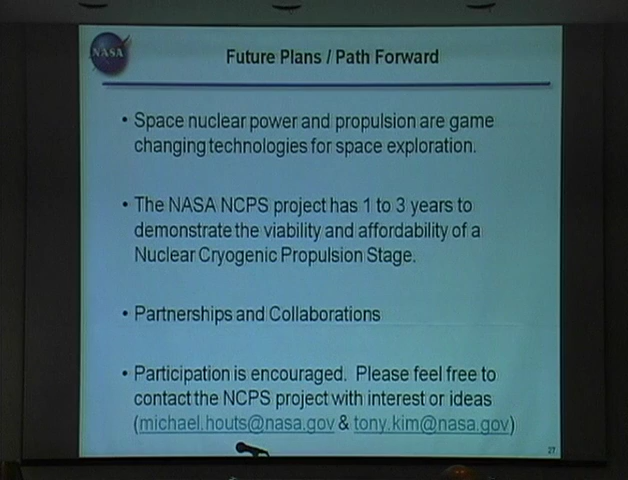 NASA
Future Plans / Path Forward
• Space nuclear power and propulsion are game
changing technologies for space exploration.
• The NASA NCPS project has 1 to 3 years to
demonstrate the viability and affordability of a
Nuclear Cryogenic Propulsion Stage.
• Partnerships and Collaborations
• Participation is encouraged. Please feel free to
contact the NCPS project with interest or ideas
(michael.houts@nasa.gov & tony.kim@nasa.gov)
27